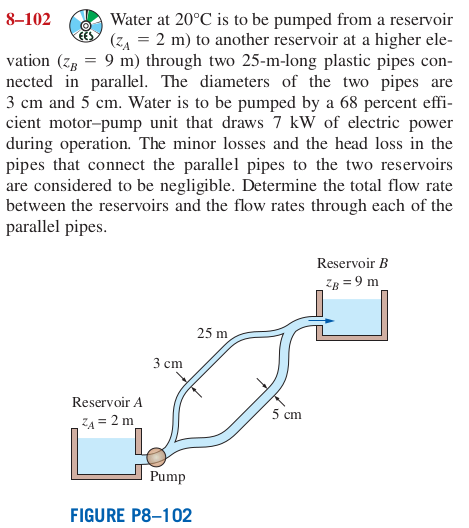 8–102 EES Water at 20°C is to be pumped from a reservoir
(zA = 2 m) to another reservoir at a higher ele-
vation (zB = 9 m) through two 25-m-long plastic pipes con-
nected in parallel. The diameters of the two pipes are
3 cm and 5 cm. Water is to be pumped by a 68 percent effi-
cient motor–pump unit that draws 7 kW of electric power
during operation. The minor losses and the head loss in the
pipes that connect the parallel pipes to the two reservoirs
are considered to be negligible. Determine the total flow rate
between the reservoirs and the flow rates through each of the
parallel pipes.
Reservoir B
zB = 9 m
25 m
3 cm
Reservoir A
zA = 2 m
5 cm
Pump
FIGURE P8–102